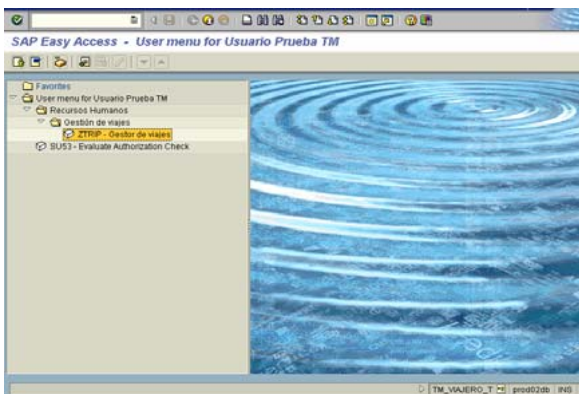 SAP Easy Access - User menu for Usuario Prueba TM
Favorites
User menu for Usuario Prueba TM
Recursos Humanos
Gestión de viajes
ZTRIP - Gestor de viajes
SU53 - Evaluate Authorization Check
TM_VIAJERO_T prod02db INS